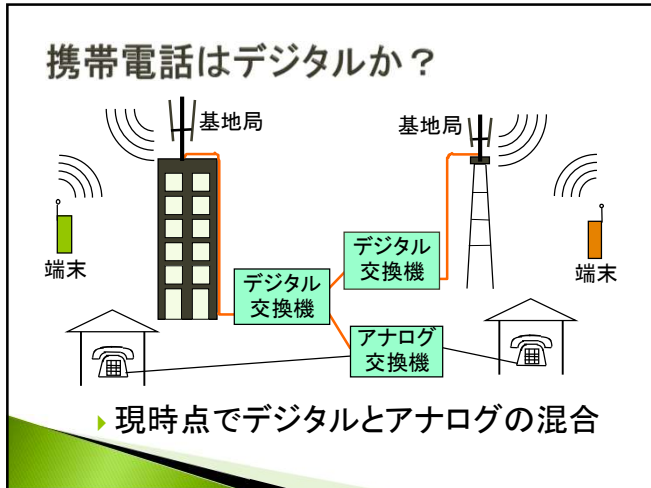 携帯電話はデジタルか?
基地局
基地局
端末
デジタル
交換機
端末
デジタル
交換機
アナログ
交換機
現時点でデジタルとアナログの混合